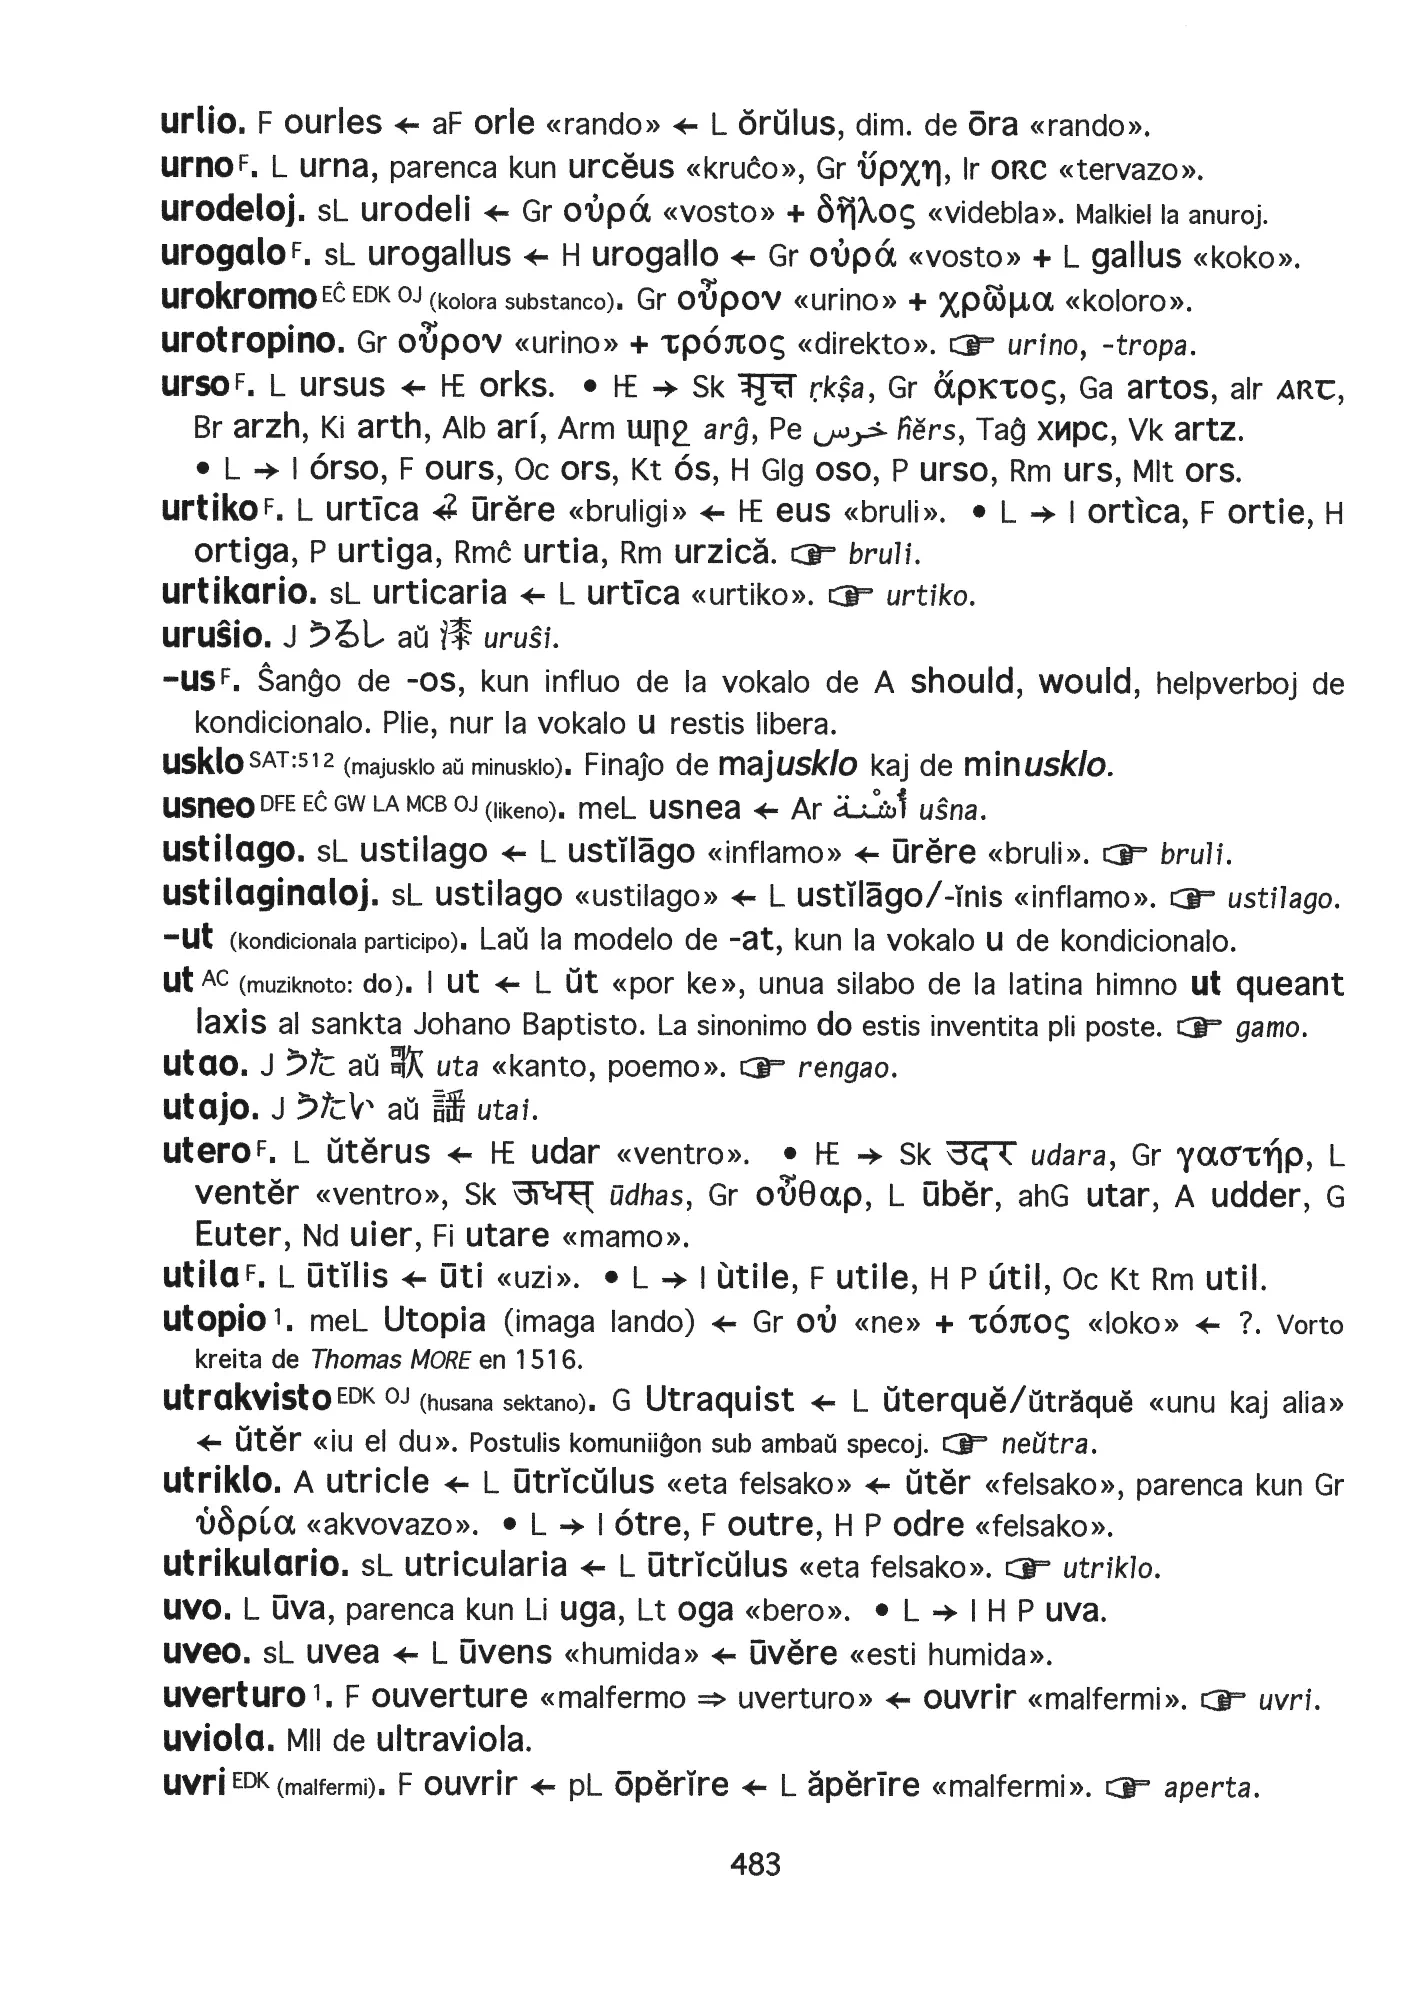 urlio. F ourles ← aF orle «rando» ← L ŏrŭlus, dim. de ōra «rando».
urno F. L urna, parenca kun urcĕus «kruĉo», Gr ὕρχη, Ir orc «tervazo».
urodeloj. sL urodeli ← Gr οὐρά «vosto» + δῆλος «videbla». Malkiel la anuroj.
urogalo F. sL urogallus ← H urogallo ← Gr οὐρά «vosto» + L gallus «koko».
urokromo EĈ EDK OJ (kolora substanco). Gr οὖρον «urino» + χρῶμα «koloro».
urotropino. Gr οὖρον «urino» + τρόπος «direkto». ☞ urino, -tropa.
urso F. L ursus ← IE orks. • IE → Sk ऋृक्ष ṛkṣ̂a, Gr ἄρκτος, Ga artos, aIr art,
Br arzh, Ki arth, Alb arí, Arm արջ arĝ, Pe خرس ĥĕrs, Taĝ хирс, Vk artz.
• L → I órso, F ours, Oc ors, Kt ós, H Glg oso, P urso, Rm urs, Mlt ors.
urtiko F. L urtīca ←? ūrĕre «bruligi» ← IE eus «bruli». • L → I ortìca, F ortie, H
ortiga, P urtiga, Rmĉ urtia, Rm urzică. ☞ bruli.
urtikario. sL urticaria ← L urtīca «urtiko». ☞ urtiko.
uruŝio. J うるし aŭ 漆 uruŝi.
-us F. Ŝanĝo de -os, kun influo de la vokalo de A should, would, helpverboj de
kondicionalo. Plie, nur la vokalo u restis libera.
usklo SAT:512 (majusklo aŭ minusklo). Finaĵo de majusklo kaj de minusklo.
usneo DFE EĈ GW LA MCB OJ (likeno). meL usnea ← Ar أُشْنة uŝna.
ustilago. sL ustilago ← L ustĭlāgo «inflamo» ← ūrĕre «bruli». ☞ bruli.
ustilaginaloj. sL ustilago «ustilago» ← L ustĭlāgo/-ĭnis «inflamo». ☞ ustilago.
-ut (kondicionala participo). Laŭ la modelo de -at, kun la vokalo u de kondicionalo.
ut AC (muziknoto: do). I ut ← L ŭt «por ke», unua silabo de la latina himno ut queant
laxis al sankta Johano Baptisto. La sinonimo do estis inventita pli poste. ☞ gamo.
utao. J うた aŭ 歌 uta «kanto, poemo». ☞ rengao.
utajo. J うたい aŭ 謡 utai.
utero F. L ŭtĕrus ← IE udar «ventro». • IE → Sk उदर udara, Gr γαστήρ, L
ventĕr «ventro», Sk ऊधस् ūdhas, Gr οὖθαρ, L ūbĕr, ahG utar, A udder, G
Euter, Nd uier, Fi utare «mamo».
utila F. L ūtĭlis ← ūti «uzi». • L → I ùtile, F utile, H P útil, Oc Kt Rm util.
utopio 1. meL Utopia (imaga lando) ← Gr οὐ «ne» + τόπος «loko» ← ?. Vorto
kreita de Thomas MORE en 1516.
utrakvisto EDK OJ (husana sektano). G Utraquist ← L ŭterquĕ/ŭtrăquĕ «unu kaj alia»
← ŭtĕr «iu el du». Postulis komuniiĝon sub ambaŭ specoj. ☞ neŭtra.
utriklo. A utricle ← L ūtrĭcŭlus «eta felsako» ← ŭtĕr «felsako», parenca kun Gr
ὑδρία «akvovazo». • L → I ótre, F outre, H P odre «felsako».
utrikulario. sL utricularia ← L ūtrĭcŭlus «eta felsako». ☞ utriklo.
uvo. L ūva, parenca kun Li uga, Lt oga «bero». • L → I H P uva.
uveo. sL uvea ← L ūvens «humida» ← ūvĕre «esti humida».
uverturo 1. F ouverture «malfermo ⇒ uverturo» ← ouvrir «malfermi». ☞ uvri.
uviola. Mll de ultraviola.
uvri EDK (malfermi). F ouvrir ← pL ōpĕrīre ← L ăpĕrīre «malfermi». ☞ aperta.
483